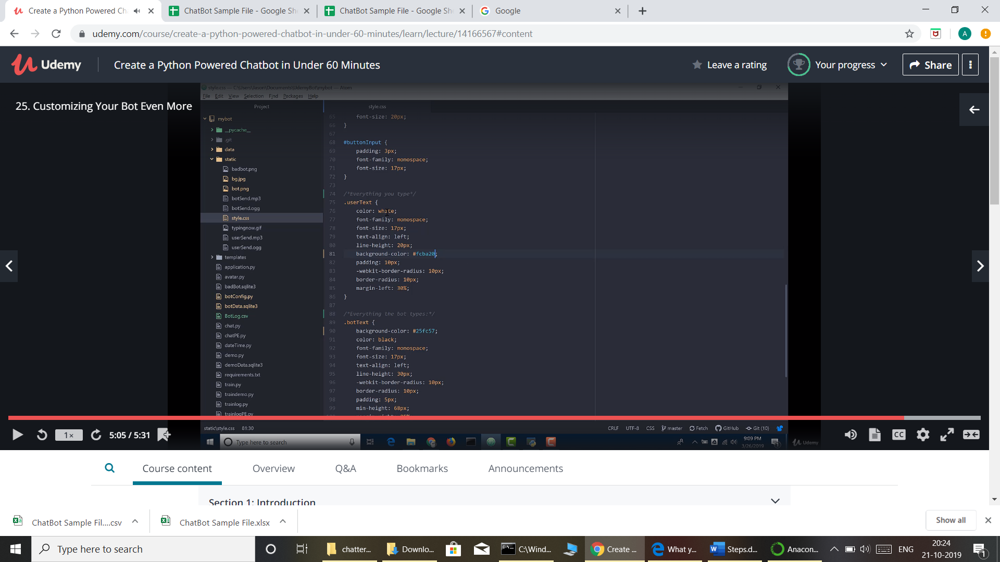 Create a Python Powered Ch
ChatBot Sample File - Google She
ChatBot Sample File - Google She
Google
udemy.com/course/create-a-python-powered-chatbot-in-under-60-minutes/learn/lecture/14166567#content
A
Udemy
Create a Python Powered Chatbot in Under 60 Minutes
Leave a rating
Your progress
Share
25. Customizing Your Bot Even More
style.css — C:\Users\Jason\Documents\UdemyBot\mybot — Atom
File Edit View Selection Find Packages Help
Project
mybot
__pycache__
.git
data
static
badbot.png
bg.jpg
bot.png
botSend.mp3
botSend.ogg
style.css
typingnow.gif
userSend.mp3
userSend.ogg
templates
application.py
avatar.py
badBot.sqlite3
botConfig.py
botData.sqlite3
BotLog.csv
chat.py
chatPE.py
dateTime.py
demo.py
demoData.sqlite3
requirements.txt
train.py
traindemo.py
trainlog.py
trainlogPE.py
style.css
65 font-size: 20px;
66 }
67
68 #buttonInput {
69 padding: 3px;
70 font-family: monospace;
71 font-size: 17px;
72 }
73
74 /*Everything you type*/
75 .userText {
76 color: white;
77 font-family: monospace;
78 font-size: 17px;
79 text-align: left;
80 line-height: 20px;
81 background-color: #fcba20;
82 padding: 10px;
83 -webkit-border-radius: 10px;
84 border-radius: 10px;
85 margin-left: 30%;
86 }
87
88 /*Everything the bot types:*/
89 .botText {
90 background-color: #25fc57;
91 color: black;
92 font-family: monospace;
93 font-size: 17px;
94 text-align: left;
95 line-height: 30px;
96 -webkit-border-radius: 10px;
97 border-radius: 10px;
98 padding: 5px;
99 min-height: 68px;
static\style.css 81:30
CRLF UTF-8 CSS master Fetch GitHub Git (10)
Type here to search
9:09 PM
3/26/2019
Udemy
1×
5:05 / 5:31
CC
Course content
Overview
Q&A
Bookmarks
Announcements
Section 1: Introduction
ChatBot Sample Fil....csv
ChatBot Sample File.xlsx
Show all
Type here to search
chatter...
Downlo...
C:\Wind...
Create ...
What y...
Steps.d...
Anacon...
ENG
20:24
21-10-2019
1